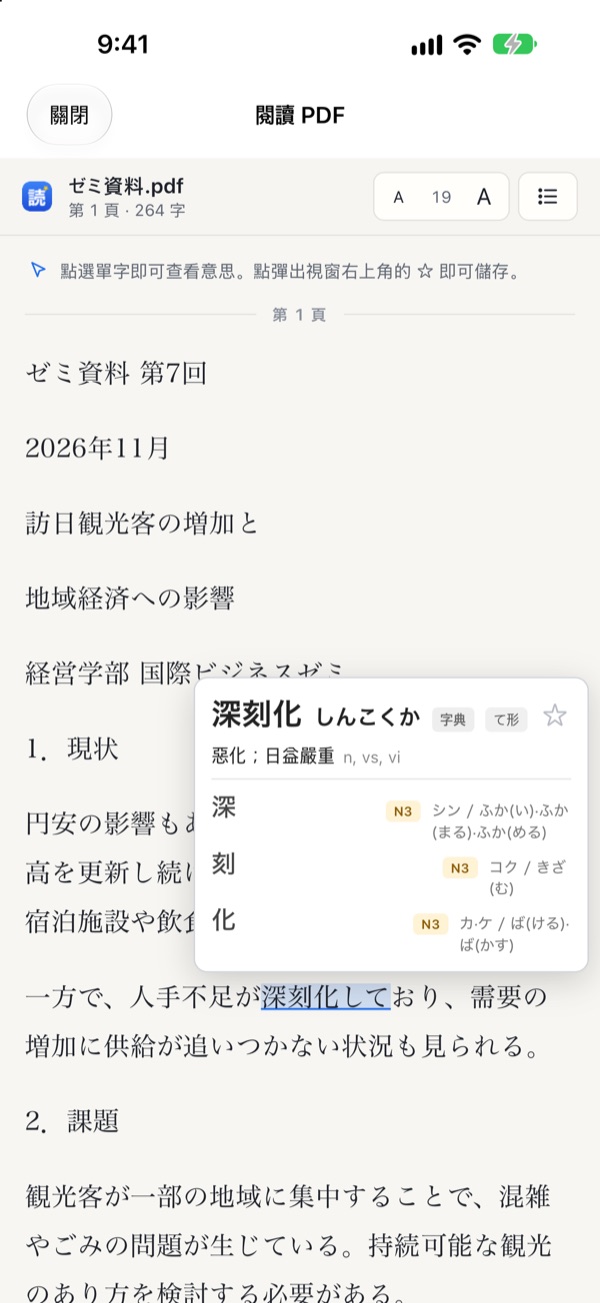 9:41
關閉
閱讀 PDF
読
ゼミ資料.pdf
第 1 頁 · 264 字
A 19 A
點選單字即可查看意思。點彈出視窗右上角的 ☆ 即可儲存。
第 1 頁
ゼミ資料 第7回
2026年11月
訪日観光客の増加と
地域経済への影響
経営学部 国際ビジネスゼミ
1. 現状
円安の影響も
高を更新し続
宿泊施設や飲食
深刻化 しんこくか 字典 て形
惡化；日益嚴重 n, vs, vi
深 N3 シン / ふか(い)·ふか
(まる)·ふか(める)
刻 N3 コク / きざ
(む)
化 N3 カ·ケ / ば(ける)·
ば(かす)
一方で、人手不足が深刻化しており、需要の
増加に供給が追いつかない状況も見られる。
2. 課題
観光客が一部の地域に集中することで、混雑
やごみの問題が生じている。持続可能な観光
のあり方を検討する必要がある。